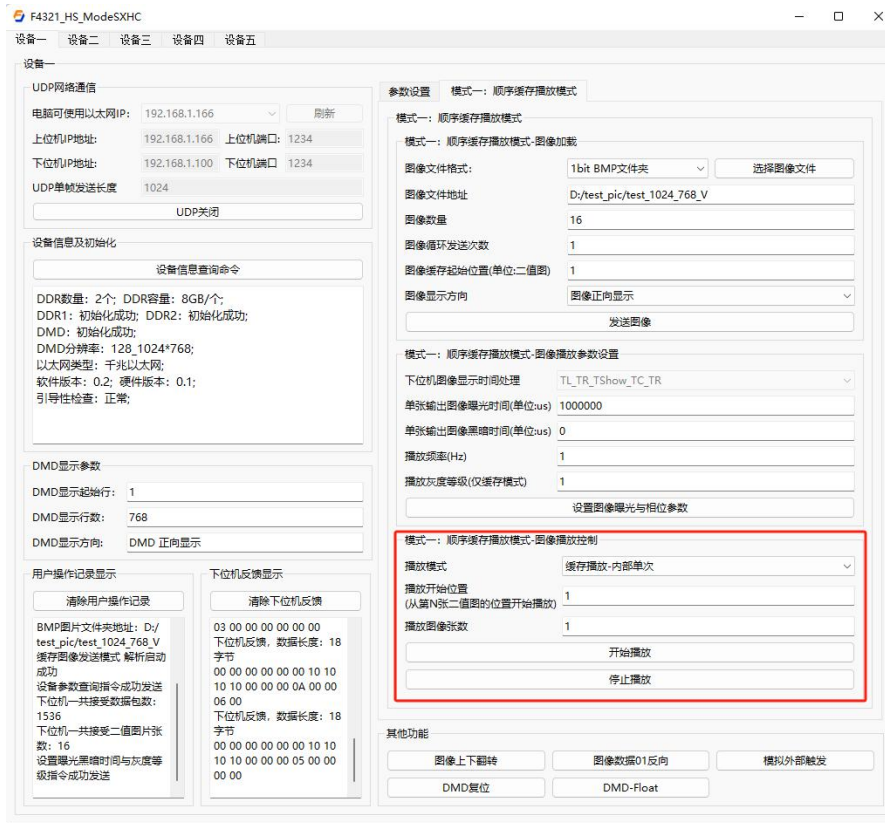 F4321_HS_ModeSXHC
设备一 设备二 设备三 设备四 设备五
设备一
UDP网络通信
电脑可使用以太网IP: 192.168.1.166 刷新
上位机IP地址: 192.168.1.166 上位机端口: 1234
下位机IP地址: 192.168.1.100 下位机端口 1234
UDP单帧发送长度 1024
UDP关闭
设备信息及初始化
设备信息查询命令
DDR数量: 2个; DDR容量: 8GB/个;
DDR1: 初始化成功; DDR2: 初始化成功;
DMD: 初始化成功;
DMD分辨率: 128_1024*768;
以太网类型: 千兆以太网;
软件版本: 0.2; 硬件版本: 0.1;
引导性检查: 正常;
DMD显示参数
DMD显示起始行: 1
DMD显示行数: 768
DMD显示方向: DMD 正向显示
用户操作记录显示
清除用户操作记录
BMP图片文件夹地址: D:/
test_pic/test_1024_7
68_V
缓存图像发送模式 解析启动
成功
设备参数查询指令成功发送
下位机一共接受数据包数:
1536
下位机一共接受二值图片张
数: 16
设置曝光黑暗时间与灰度等
级指令成功发送
下位机反馈显示
清除下位机反馈
03 00 00 00 00 00 00
下位机反馈, 数据长度: 18
字节
00 00 00 00 00 00 10 10
10 10 00 00 00 0A 00 00
06 00
下位机反馈, 数据长度: 18
字节
00 00 00 00 00 00 10 10
10 10 00 00 00 05 00 00
00 00
参数设置 模式一: 顺序缓存播放模式
模式一: 顺序缓存播放模式
模式一: 顺序缓存播放模式-图像加载
图像文件格式: 1bit BMP文件夹 选择图像文件
图像文件地址 D:/test_pic/test_1024_768_V
图像数量 16
图像循环发送次数 1
图像缓存起始位置(单位:二值图) 1
图像显示方向 图像正向显示
发送图像
模式一: 顺序缓存播放模式-图像播放参数设置
下位机图像显示时间处理 TL_TR_TShow_TC_TR
单张输出图像曝光时间(单位:us) 1000000
单张输出图像黑暗时间(单位:us) 0
播放频率(Hz) 1
播放灰度等级(仅缓存模式) 1
设置图像曝光与相位参数
模式一: 顺序缓存播放模式-图像播放控制
播放模式 缓存播放-内部单次
播放开始位置
(从第N张二值图的位置开始播放) 1
播放图像张数 1
开始播放
停止播放
其他功能
图像上下翻转 图像数据01反向 模拟外部触发
DMD复位 DMD-Float